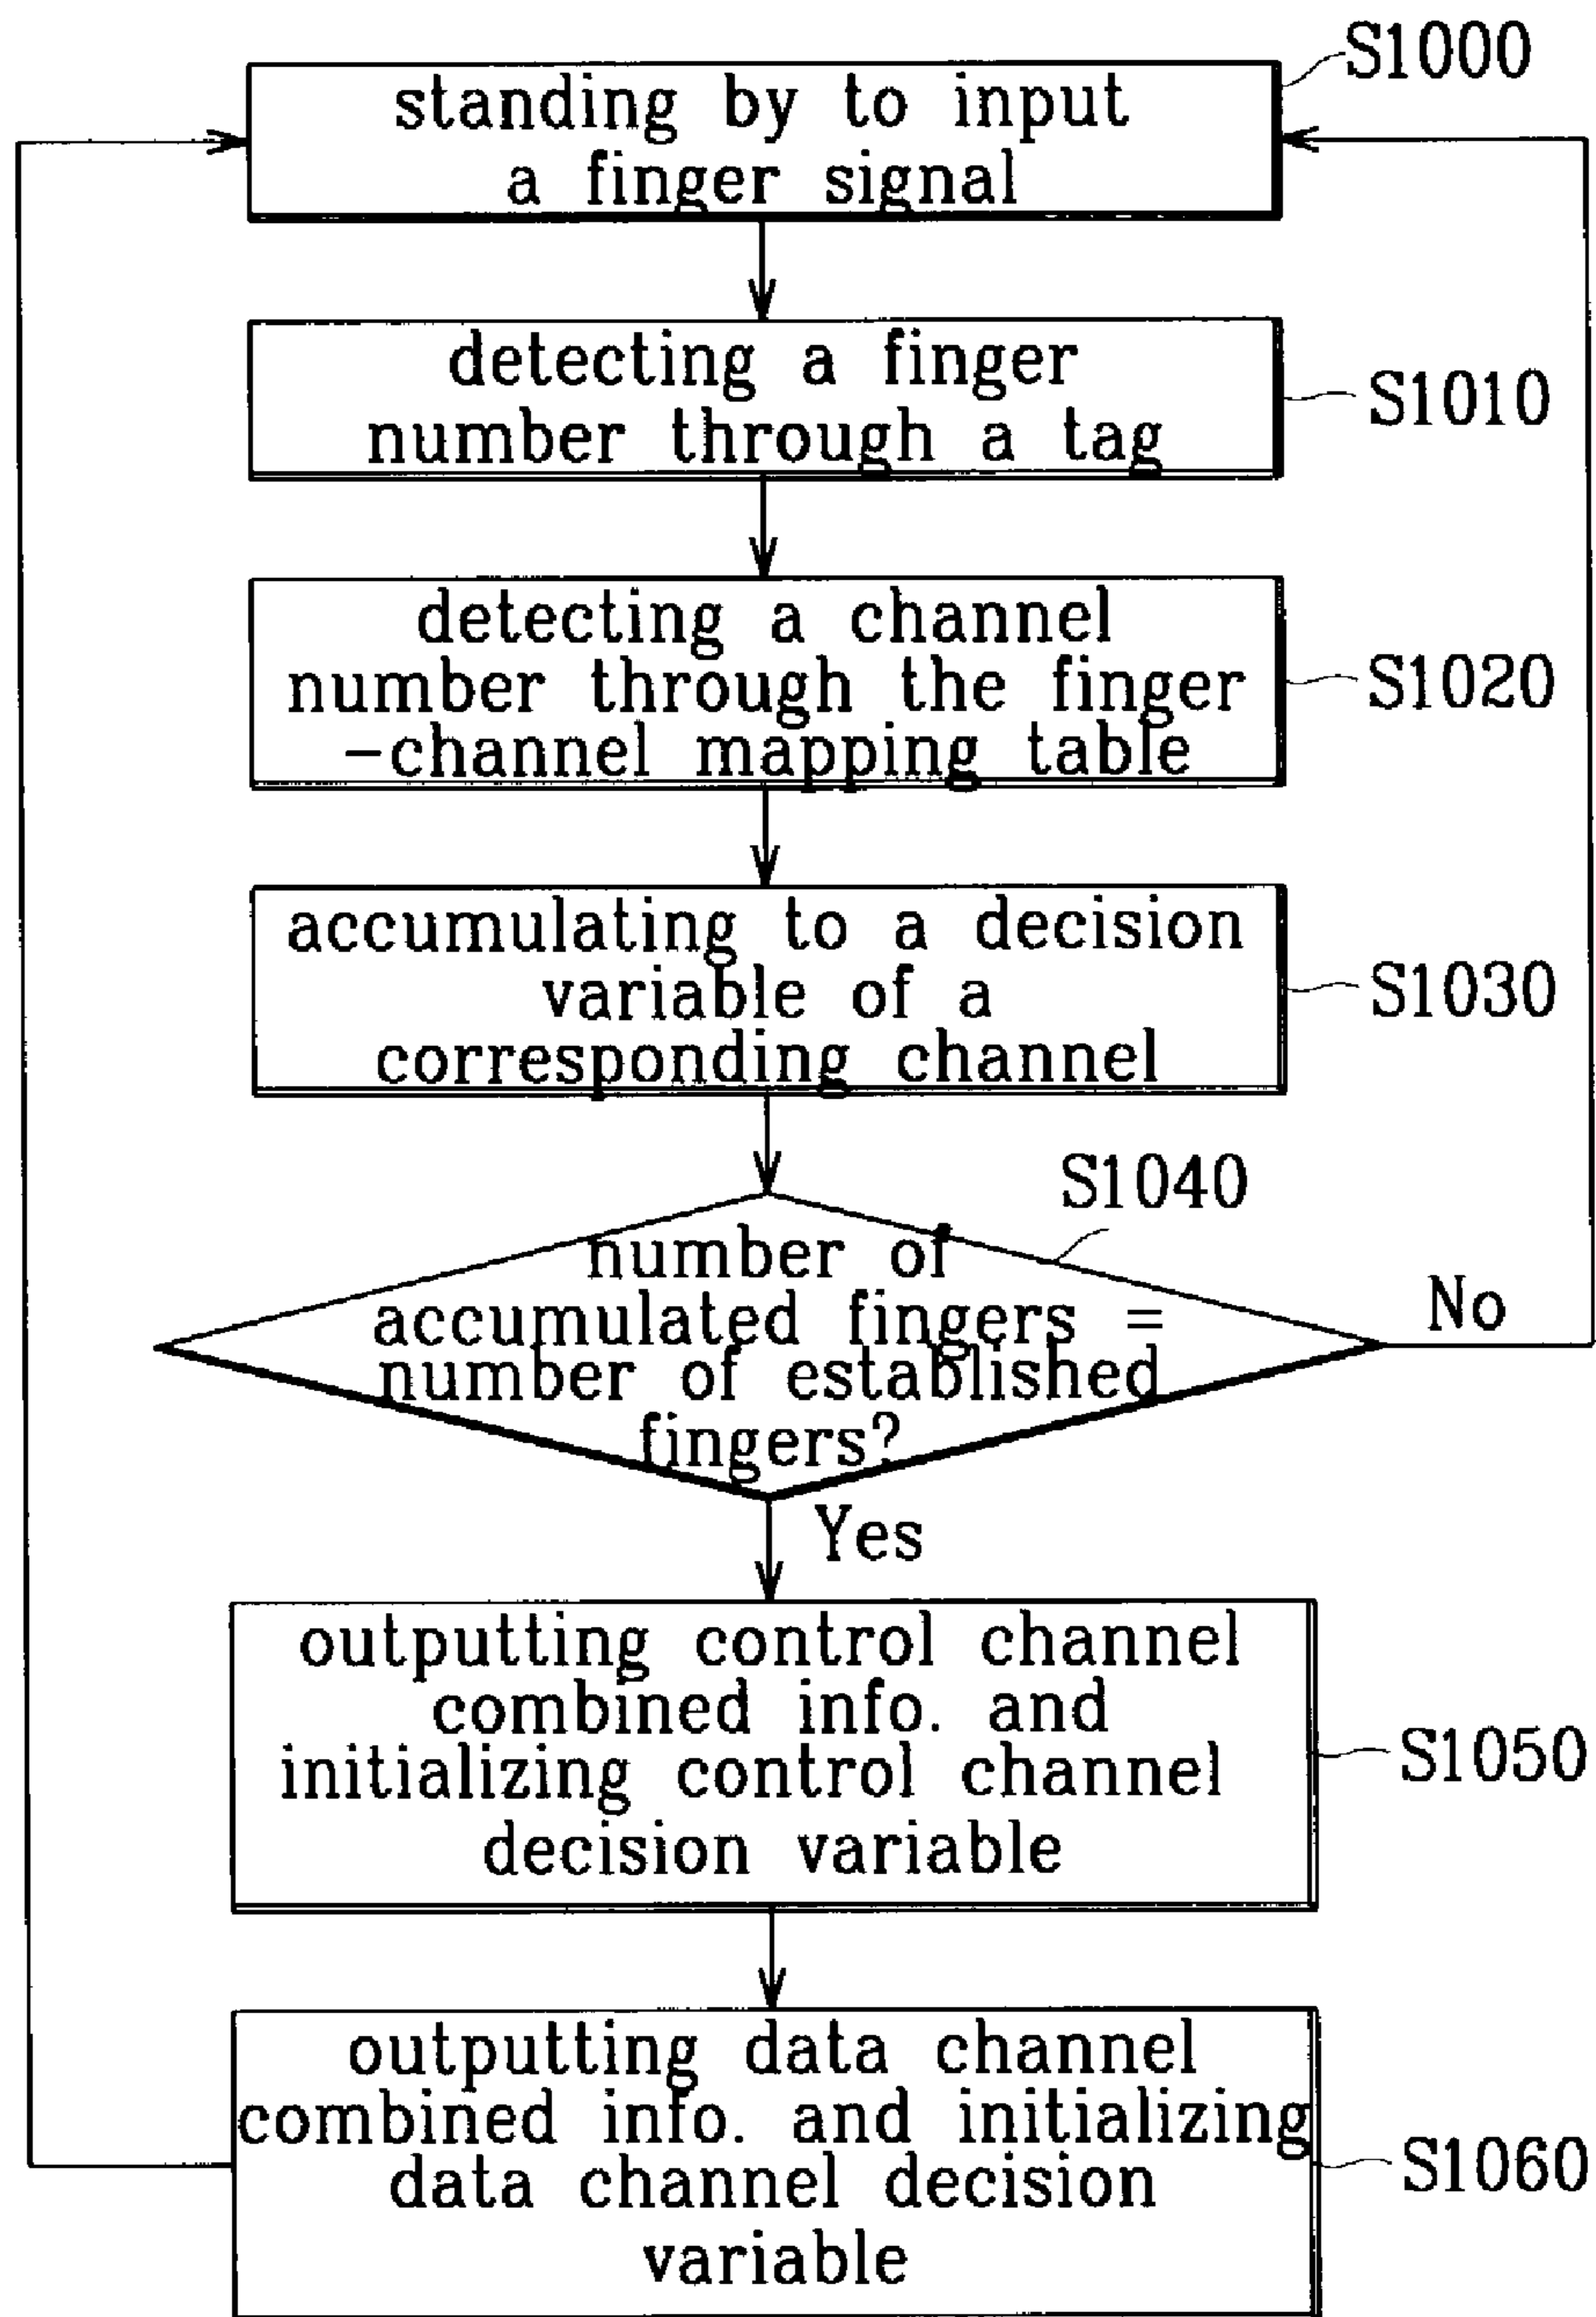 S1000
standing by to input
a finger signal
detecting a finger
number through a tag
S1010
detecting a channel
number through the finger
-channel mapping table
S1020
accumulating to a decision
variable of a
corresponding channel
S1030
S1040
number of
accumulated fingers =
number of established
fingers?
No
Yes
outputting control channel
combined info. and
initializing control channel
decision variable
S1050
outputting data channel
combined info. and initializing
data channel decision
variable
S1060